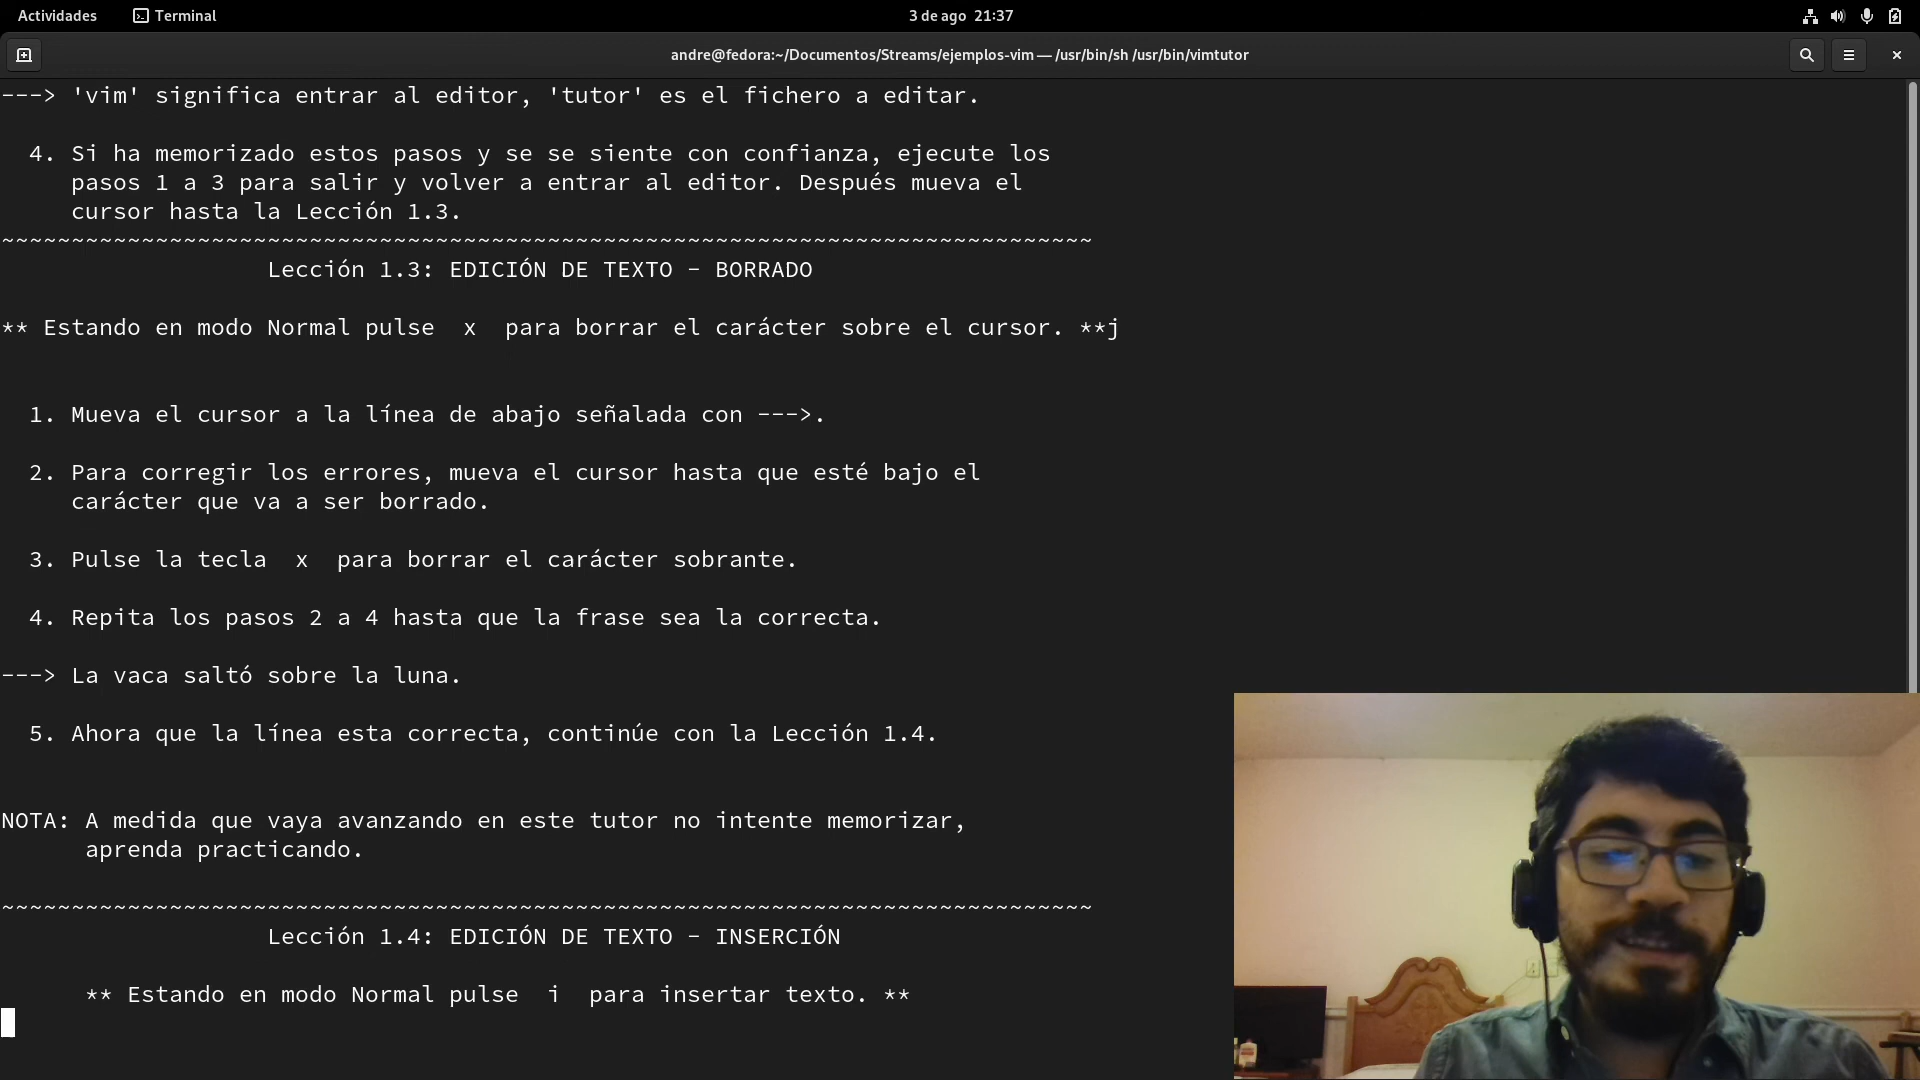 Actividades Terminal 3 de ago 21:37
andre@fedora:~/Documentos/Streams/ejemplos-vim — /usr/bin/sh /usr/bin/vimtutor
---> 'vim' significa entrar al editor, 'tutor' es el fichero a editar.
4. Si ha memorizado estos pasos y se se siente con confianza, ejecute los
pasos 1 a 3 para salir y volver a entrar al editor. Después mueva el
cursor hasta la Lección 1.3.
~~~~~~~~~~~~~~~~~~~~~~~~~~~~~~~~~~~~~~~~~~~~~~~~~~~~~~~~~~~~~~~~~~~~~~~~~~~~~~
Lección 1.3: EDICIÓN DE TEXTO - BORRADO
** Estando en modo Normal pulse  x  para borrar el carácter sobre el cursor. **j
1. Mueva el cursor a la línea de abajo señalada con --->.
2. Para corregir los errores, mueva el cursor hasta que esté bajo el
carácter que va a ser borrado.
3. Pulse la tecla  x  para borrar el carácter sobrante.
4. Repita los pasos 2 a 4 hasta que la frase sea la correcta.
---> La vaca saltó sobre la luna.
5. Ahora que la línea esta correcta, continúe con la Lección 1.4.
NOTA: A medida que vaya avanzando en este tutor no intente memorizar,
aprenda practicando.
~~~~~~~~~~~~~~~~~~~~~~~~~~~~~~~~~~~~~~~~~~~~~~~~~~~~~~~~~~~~~~~~~~~~~~~~~~~~~~
Lección 1.4: EDICIÓN DE TEXTO - INSERCIÓN
** Estando en modo Normal pulse  i  para insertar texto. **